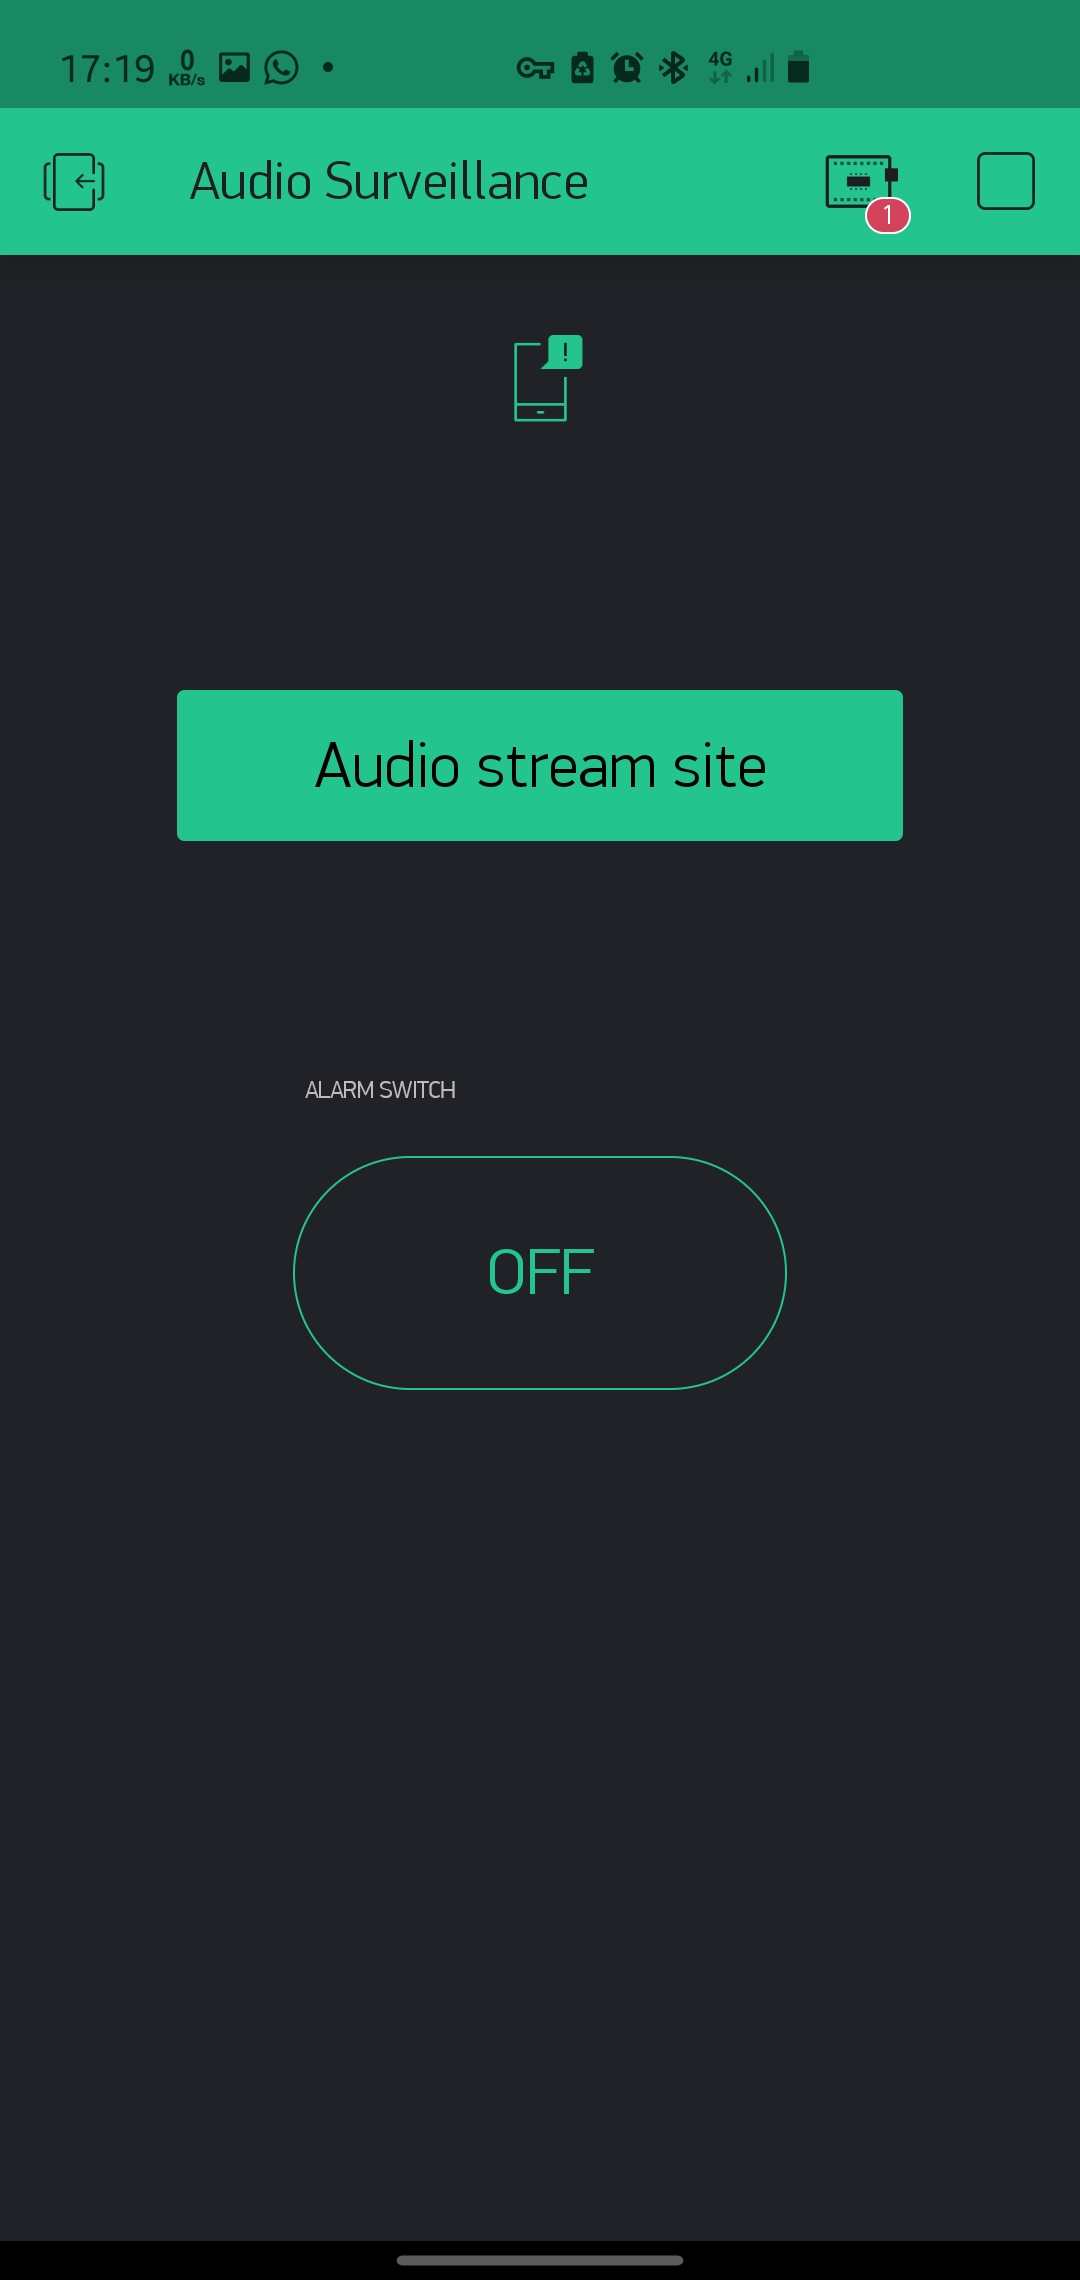 17:19 0 KB/s 4G
Audio Surveillance 1
!
Audio stream site
ALARM SWITCH
OFF